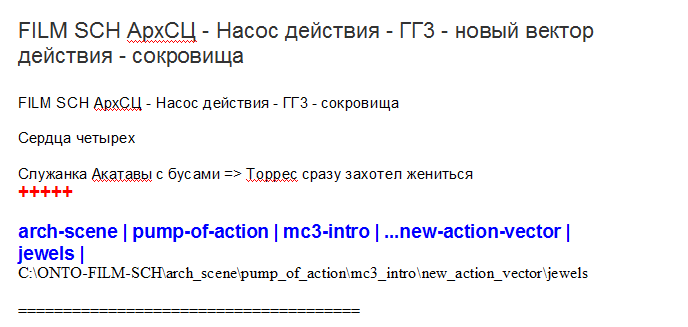 FILM SCH АрхСЦ - Насос действия - ГГ3 - новый вектор
действия - сокровища
FILM SCH АрхСЦ - Насос действия - ГГ3 - сокровища
Сердца четырех
Служанка Акатавы с бусами => Торрес сразу захотел жениться
+++++
arch-scene | pump-of-action | mc3-intro | ...new-action-vector |
jewels |
C:\ONTO-FILM-SCH\arch_scene\pump_of_action\mc3_intro\new_action_vector\jewels
======================================